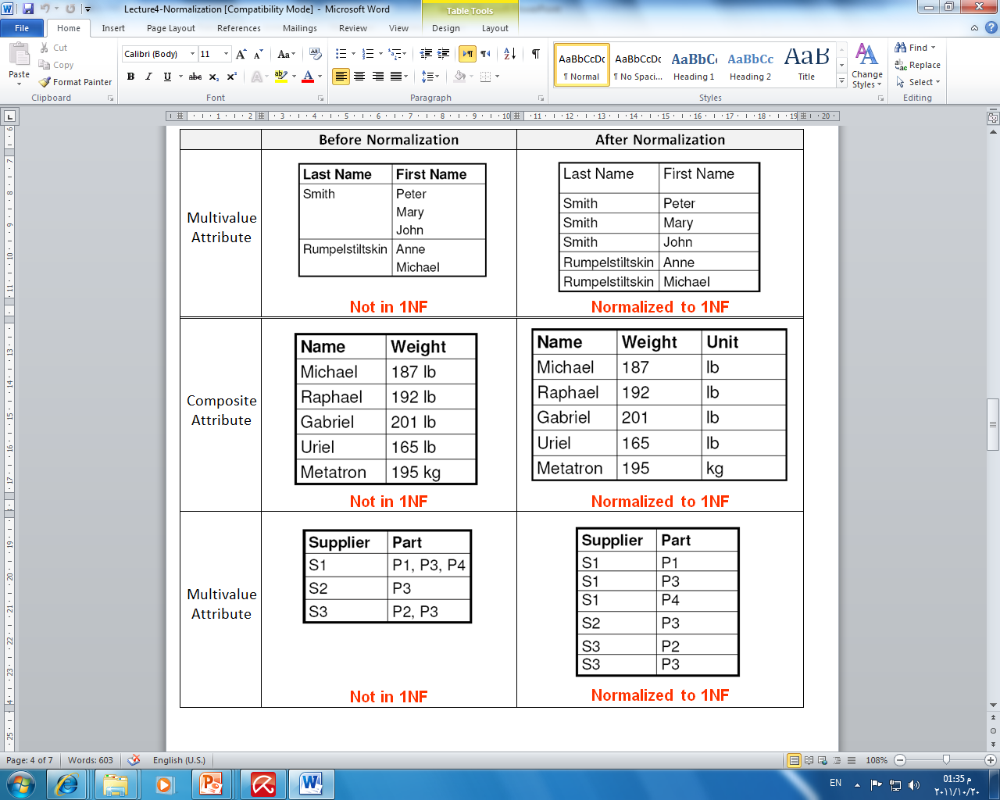 Lecture4-Normalization [Compatibility Mode] - Microsoft Word
Table Tools
File Home Insert Page Layout References Mailings Review View Design Layout
Paste
Cut
Copy
Format Painter
Clipboard
Calibri (Body) 11
Font
Paragraph
AaBbCcDc AaBbCcDc AaBbCc AaBbCc AaB
¶ Normal ¶ No Spaci... Heading 1 Heading 2 Title
Styles
Change Styles
Find
Replace
Select
Editing
Before Normalization After Normalization
Multivalue
Attribute
Last Name First Name
Smith Peter
Mary
John
Rumpelstiltskin Anne
Michael
Not in 1NF
Last Name First Name
Smith Peter
Smith Mary
Smith John
Rumpelstiltskin Anne
Rumpelstiltskin Michael
Normalized to 1NF
Composite
Attribute
Name Weight
Michael 187 lb
Raphael 192 lb
Gabriel 201 lb
Uriel 165 lb
Metatron 195 kg
Not in 1NF
Name Weight Unit
Michael 187 lb
Raphael 192 lb
Gabriel 201 lb
Uriel 165 lb
Metatron 195 kg
Normalized to 1NF
Multivalue
Attribute
Supplier Part
S1 P1, P3, P4
S2 P3
S3 P2, P3
Not in 1NF
Supplier Part
S1 P1
S1 P3
S1 P4
S2 P3
S3 P2
S3 P3
Normalized to 1NF
Page: 4 of 7 Words: 603 English (U.S.) 108%
EN
01:35 م
٢٠١١/١٠/٢٠